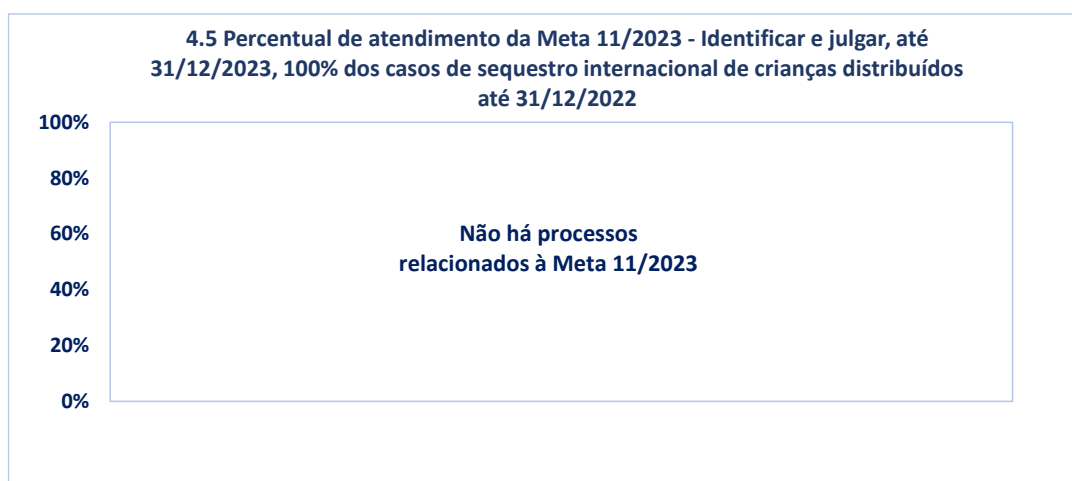 4.5 Percentual de atendimento da Meta 11/2023 - Identificar e julgar, até
31/12/2023, 100% dos casos de sequestro internacional de crianças distribuídos
até 31/12/2022
100%
80%
60%
Não há processos
relacionados à Meta 11/2023
40%
20%
0%